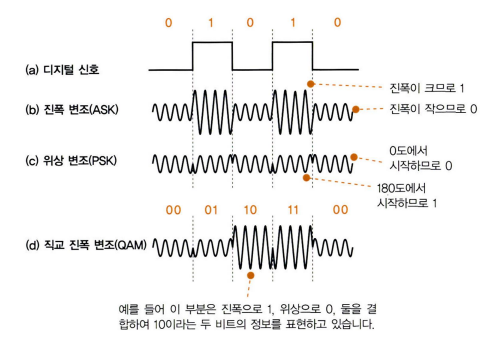 0 1 0 1 0
(a) 디지털 신호
진폭이 크므로 1
(b) 진폭 변조(ASK)
진폭이 작으므로 0
(c) 위상 변조(PSK)
0도에서
시작하므로 0
180도에서
시작하므로 1
00 01 10 11 00
(d) 직교 진폭 변조(QAM)
예를 들어 이 부분은 진폭으로 1, 위상으로 0, 둘을 결
합하여 10이라는 두 비트의 정보를 표현하고 있습니다.